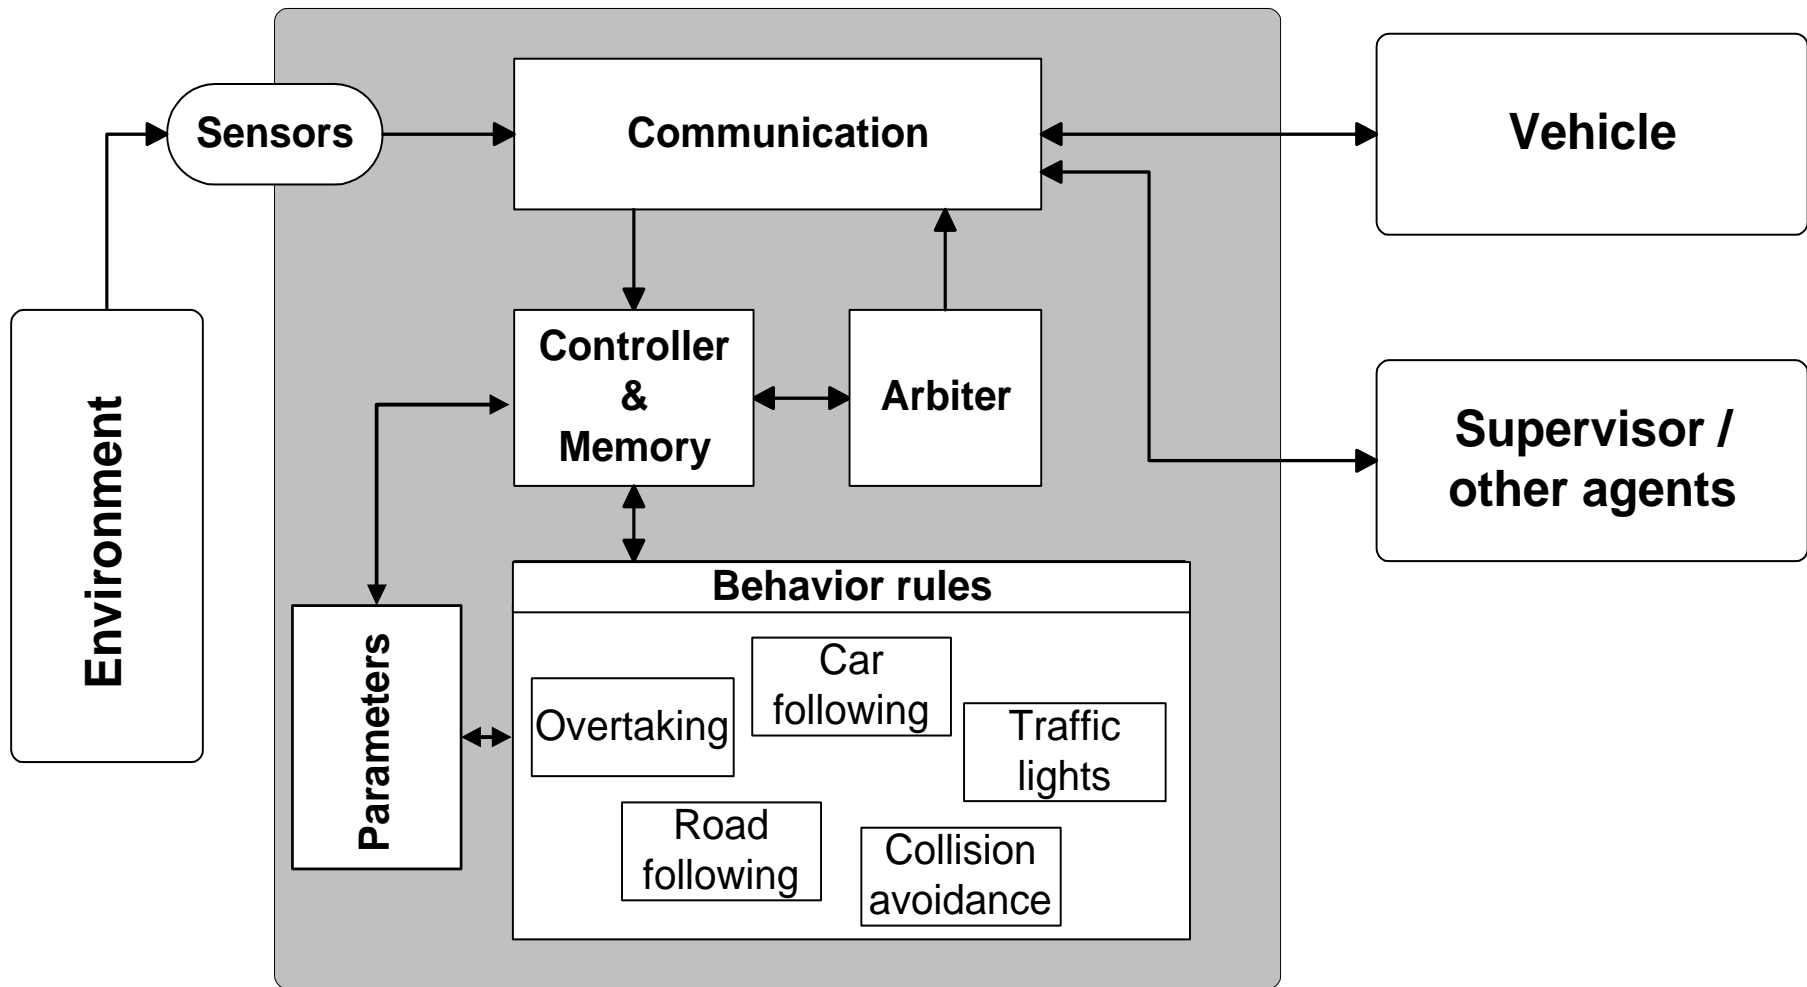 Sensors
Communication
Vehicle
Environment
Controller
&
Memory
Arbiter
Supervisor /
other agents
Parameters
Behavior rules
Overtaking
Car
following
Traffic
lights
Road
following
Collision
avoidance